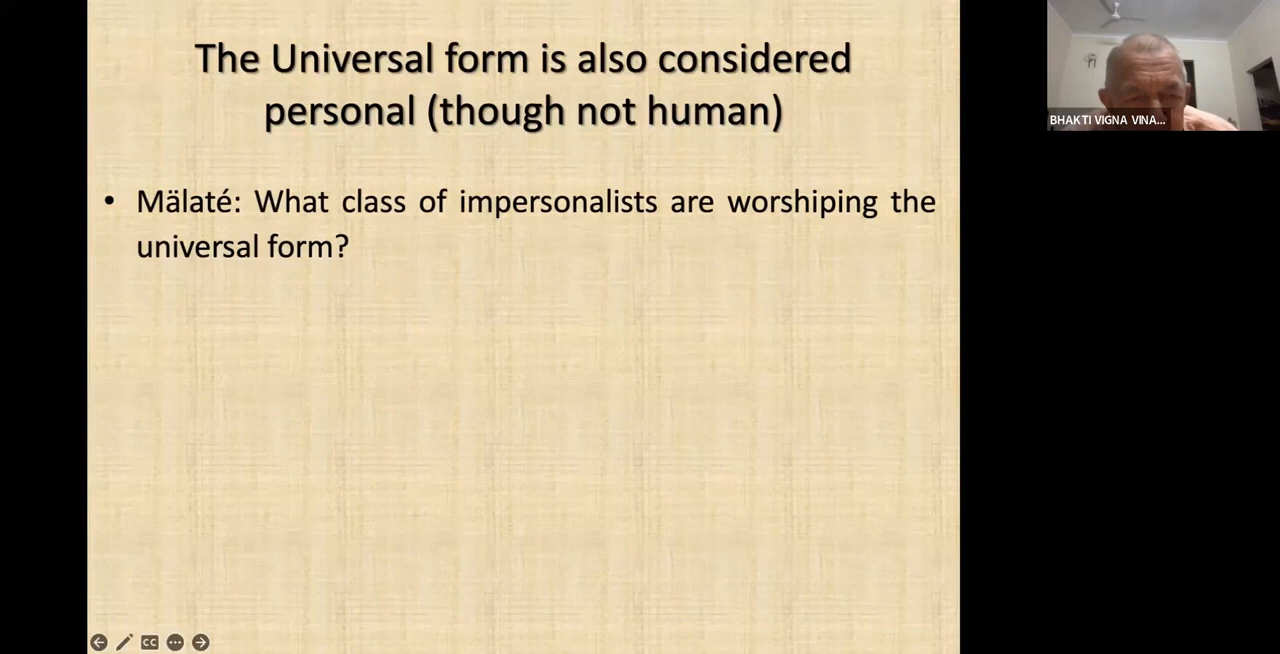 The Universal form is also considered
personal (though not human)
• Mälaté: What class of impersonalists are worshiping the
universal form?
BHAKTI VIGNA VINA...
CC